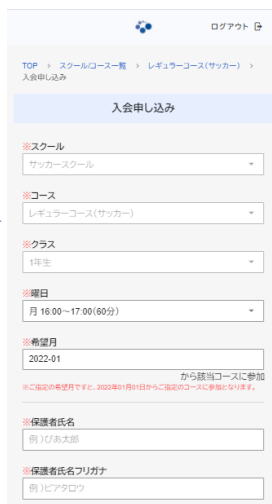 ログアウト
TOP > スクール/コース一覧 > レギュラーコース(サッカー) >
入会申し込み
入会申し込み
※スクール
サッカースクール
※コース
レギュラーコース(サッカー)
※クラス
1年生
※曜日
月 16:00～17:00(60分)
※希望月
2022-01
から該当コースに参加
※ご指定の希望月ですと、2022年01月01日からご指定のコースに参加となります。
※保護者氏名
例 )ぴあ太郎
※保護者氏名フリガナ
例 )ピアタロウ